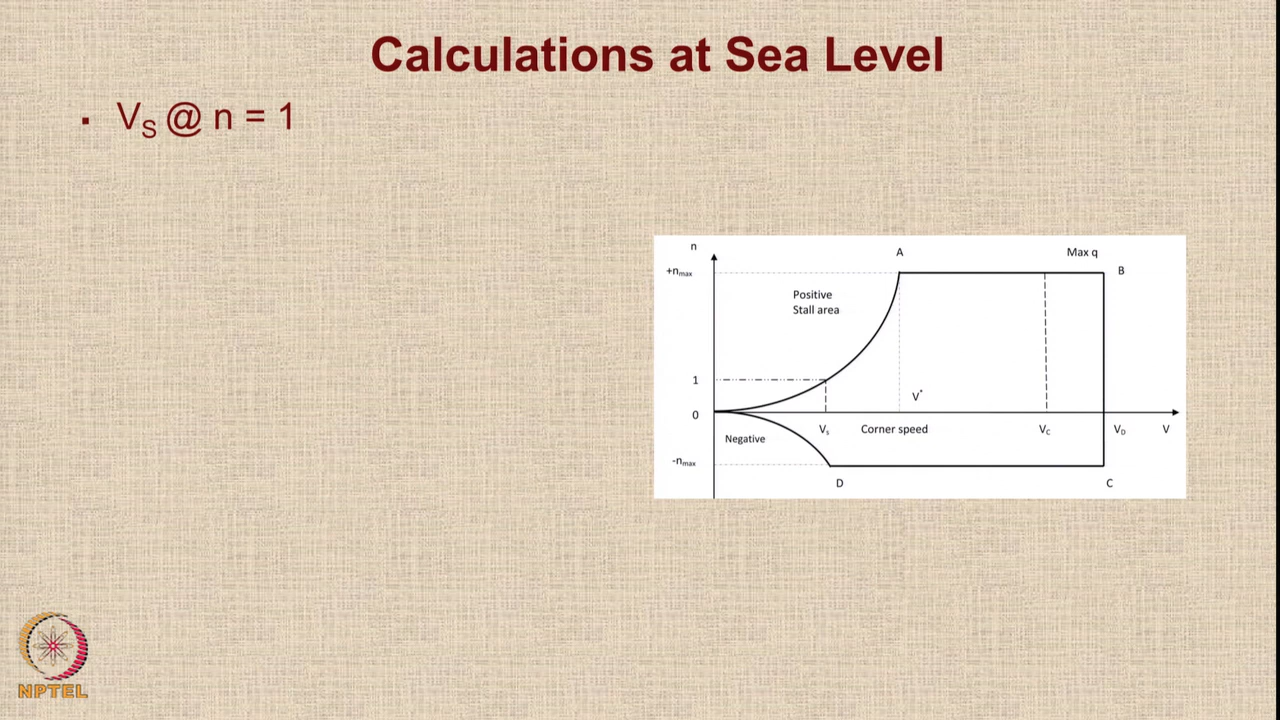 Calculations at Sea Level
▪ VS @ n = 1
n
A
Max q
+nmax
B
Positive
Stall area
1
V*
0
Vs
Corner speed
VC
VD
V
Negative
-nmax
D
C
NPTEL